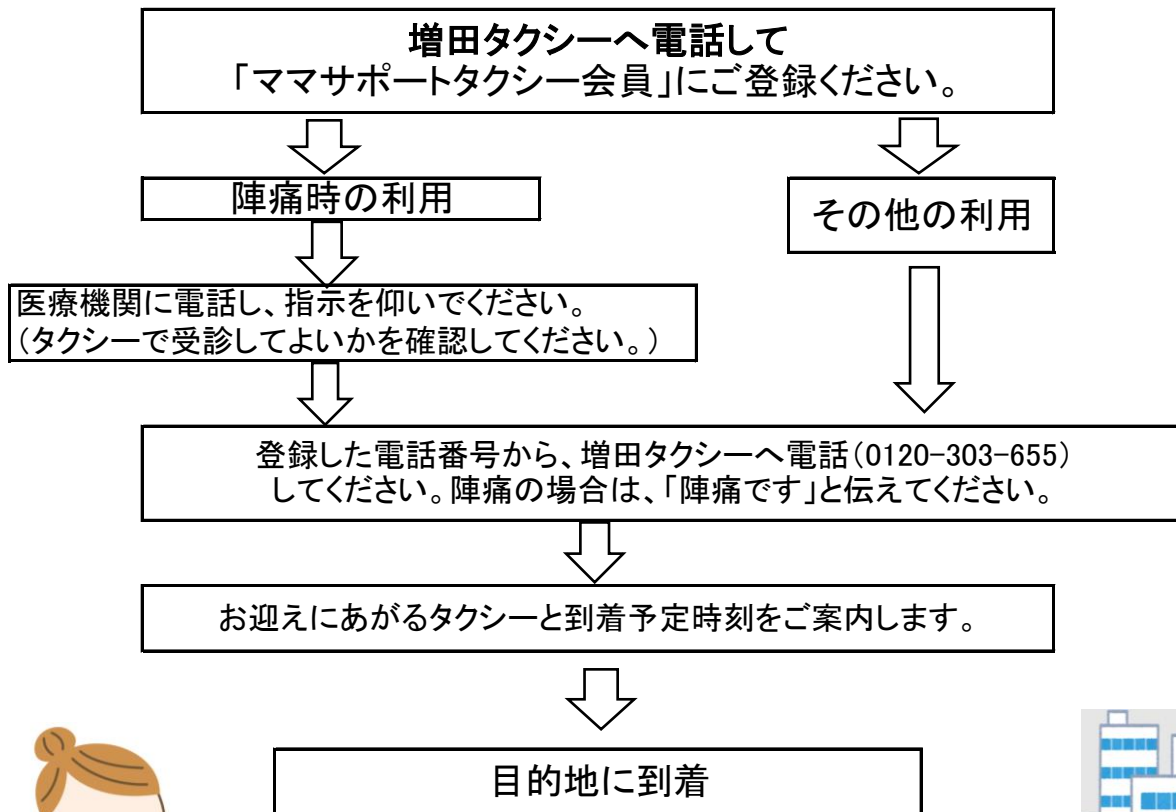 増田タクシーへ電話して
「ママサポートタクシー会員」にご登録ください。
陣痛時の利用
その他の利用
医療機関に電話し、指示を仰いでください。
（タクシーで受診してよいかを確認してください。）
登録した電話番号から、増田タクシーへ電話（0120-303-655）
してください。陣痛の場合は、「陣痛です」と伝えてください。
お迎えにあがるタクシーと到着予定時刻をご案内します。
目的地に到着